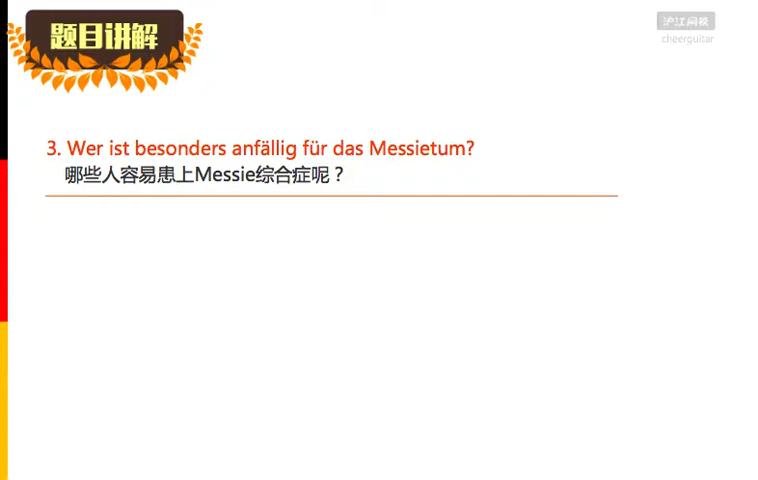 题目讲解
沪江网校
cheerguitar
3. Wer ist besonders anfällig für das Messietum?
哪些人容易患上Messie综合症呢？